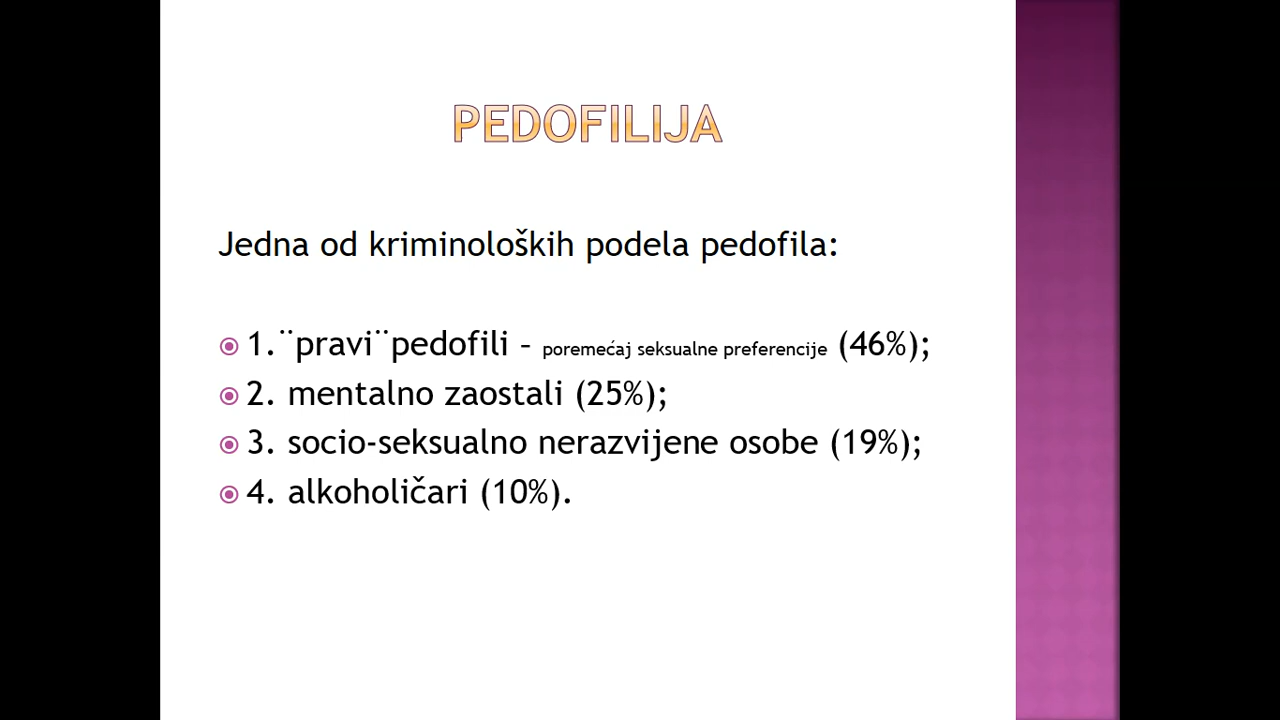 PEDOFILIJA
Jedna od kriminoloških podela pedofila:
1.¨pravi¨pedofili – poremećaj seksualne preferencije (46%);
2. mentalno zaostali (25%);
3. socio-seksualno nerazvijene osobe (19%);
4. alkoholičari (10%).